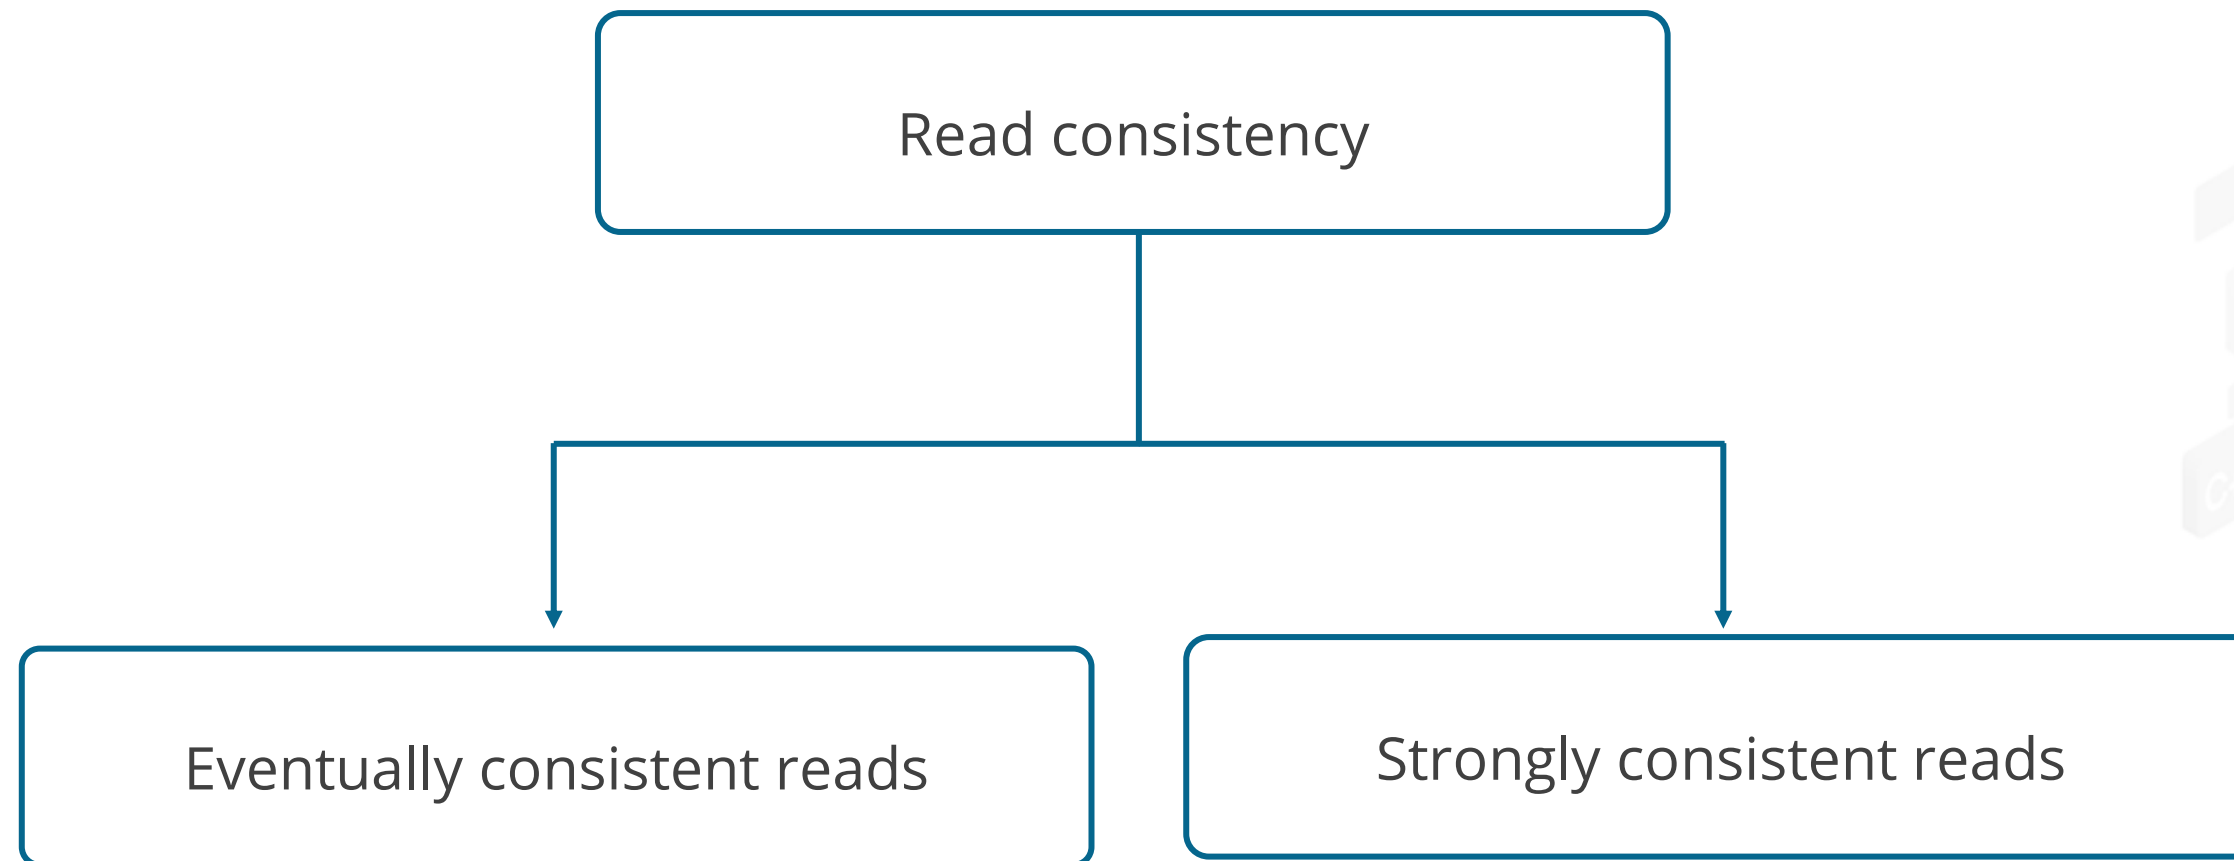 Read consistency
Eventually consistent reads
Strongly consistent reads